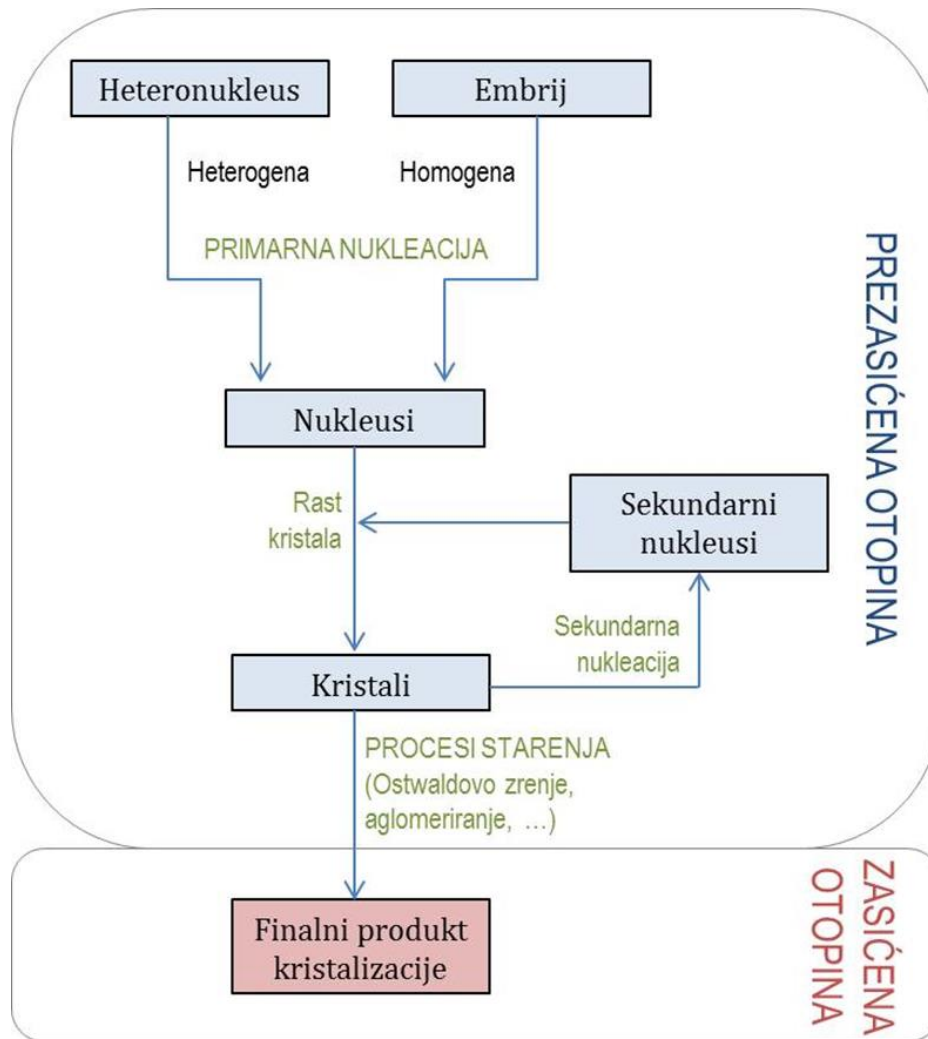 Heteronukleus
Embrij
Heterogena
Homogena
PRIMARNA NUKLEACIJA
Nukleusi
Rast
kristala
Sekundarni
nukleusi
Sekundarna
nukleacija
Kristali
PROCESI STARENJA
(Ostwaldovo zrenje,
aglomeriranje, ...)
PREZASIĆENA OTOPINA
Finalni produkt
kristalizacije
ZASIĆENA
OTOPINA